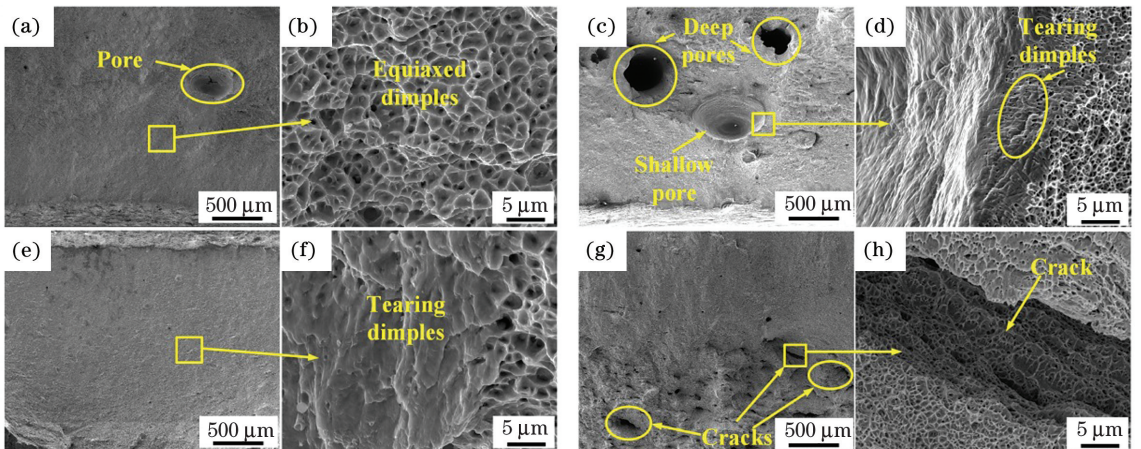 (a)
Pore
500 μm
(b)
Equiaxed
dimples
5 μm
(c)
Deep
pores
Shallow
pore
500 μm
(d)
Tearing
dimples
5 μm
(e)
500 μm
(f)
Tearing
dimples
5 μm
(g)
Cracks
500 μm
(h)
Crack
5 μm